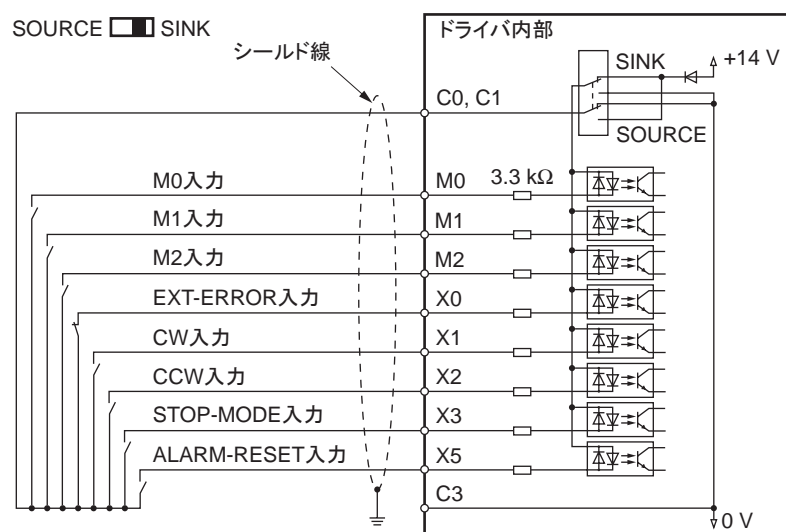 SOURCE SINK
シールド線
ドライバ内部
SINK
+14 V
C0, C1
SOURCE
M0入力
M0
3.3 kΩ
M1入力
M1
M2入力
M2
EXT-ERROR入力
X0
CW入力
X1
CCW入力
X2
STOP-MODE入力
X3
ALARM-RESET入力
X5
C3
0 V